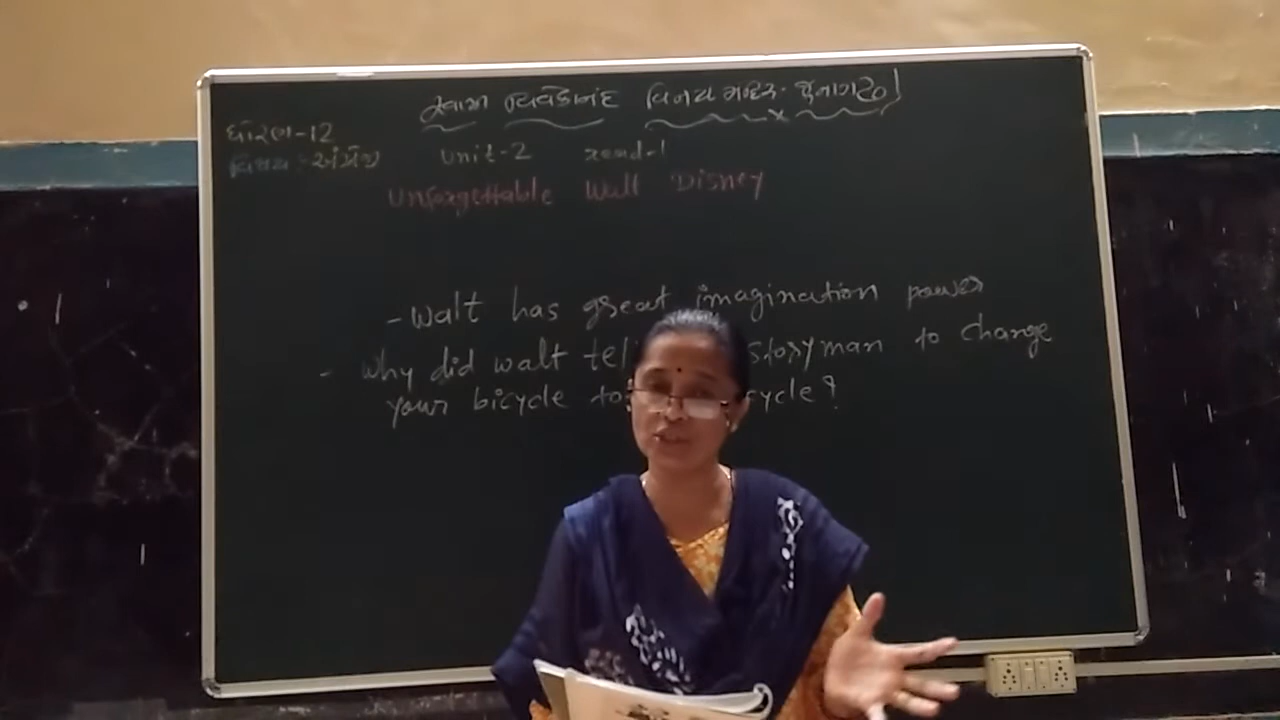 સ્વામી વિવેકાનંદ વિનય મંદિર - જુનાગઢ
ધોરણ-12
વિષય : અંગ્રેજી
Unit-2 read-1
Unforgettable Walt Disney
- Walt has great imagination power
- Why did walt tell storyman to change
your bicycle to cycle?